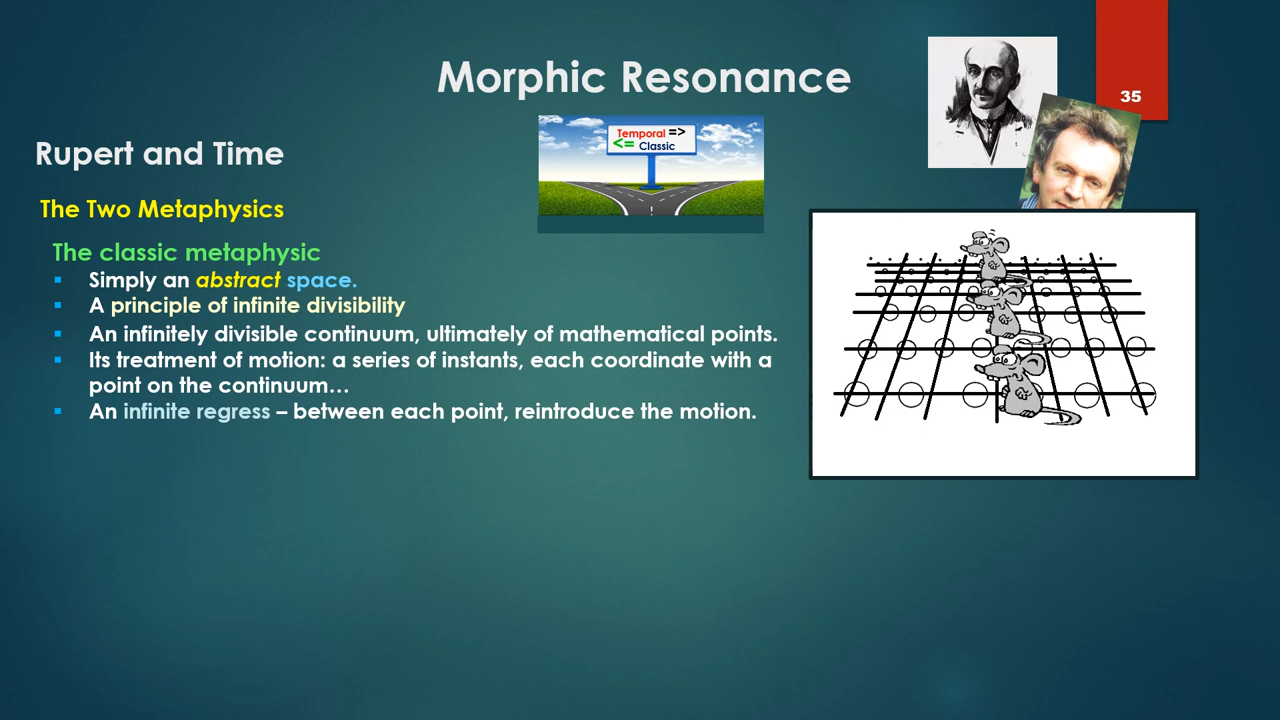 Morphic Resonance
35
Temporal =>
<= Classic
Rupert and Time
The Two Metaphysics
The classic metaphysic
▪ Simply an abstract space.
▪ A principle of infinite divisibility
▪ An infinitely divisible continuum, ultimately of mathematical points.
▪ Its treatment of motion: a series of instants, each coordinate with a
point on the continuum…
▪ An infinite regress – between each point, reintroduce the motion.